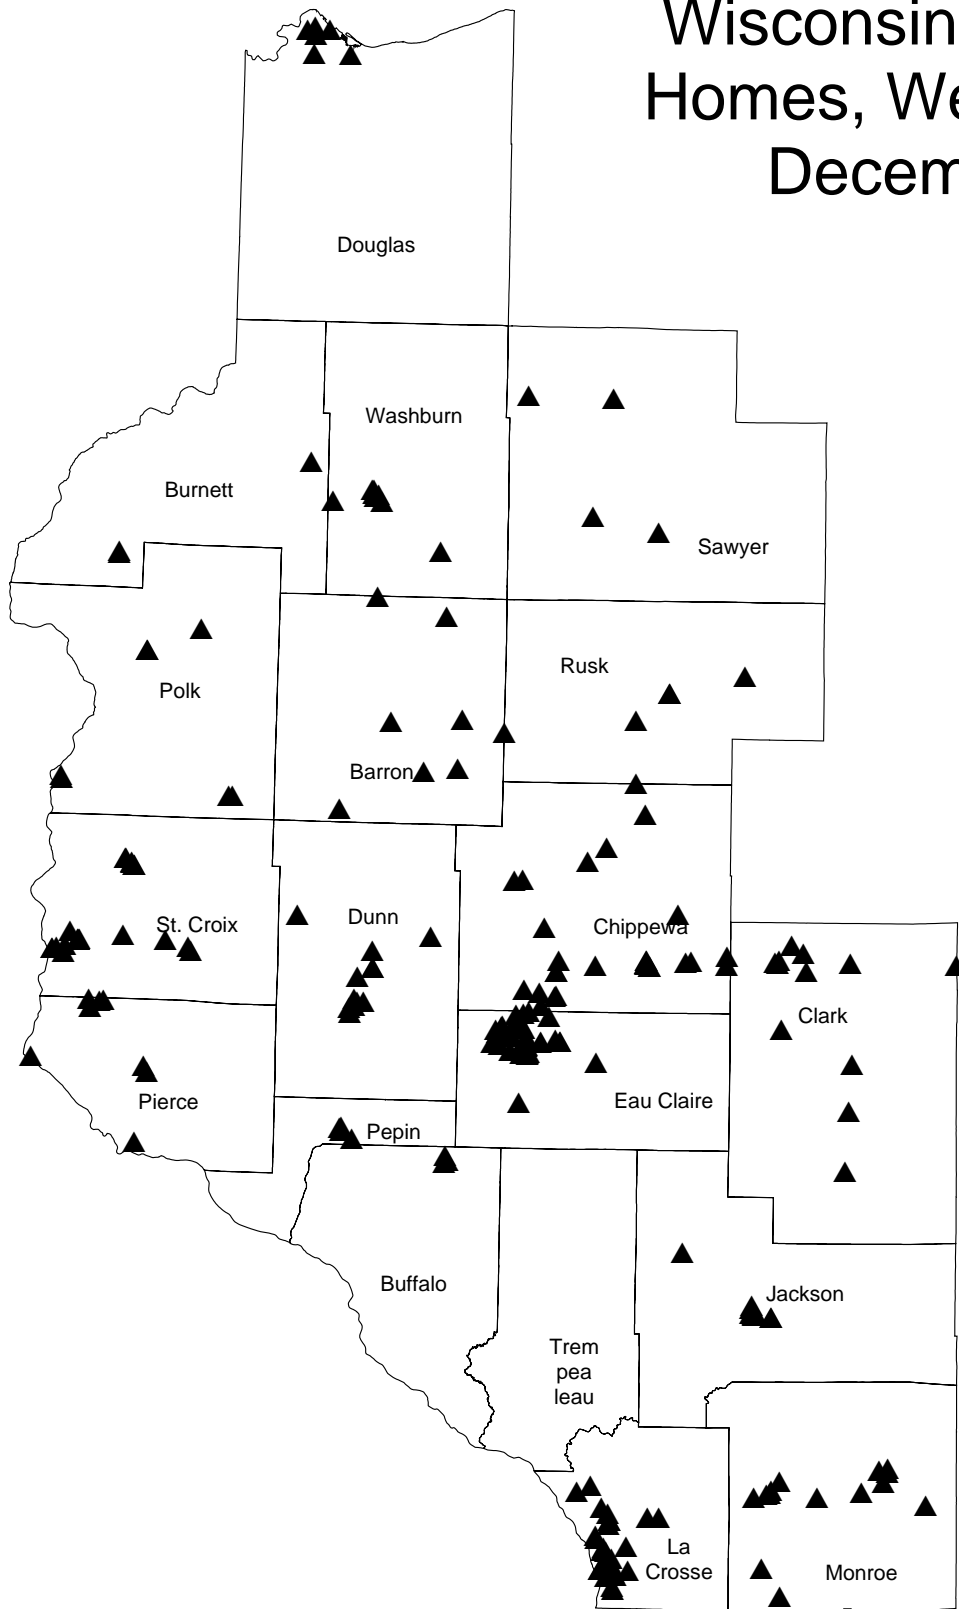 Wisconsin
Homes, We
Decem
Douglas
Washburn
Burnett
Sawyer
Rusk
Polk
Barron
St. Croix
Dunn
Chippewa
Clark
Eau Claire
Pierce
Pepin
Buffalo
Jackson
Trem
pea
leau
La
Crosse
Monroe